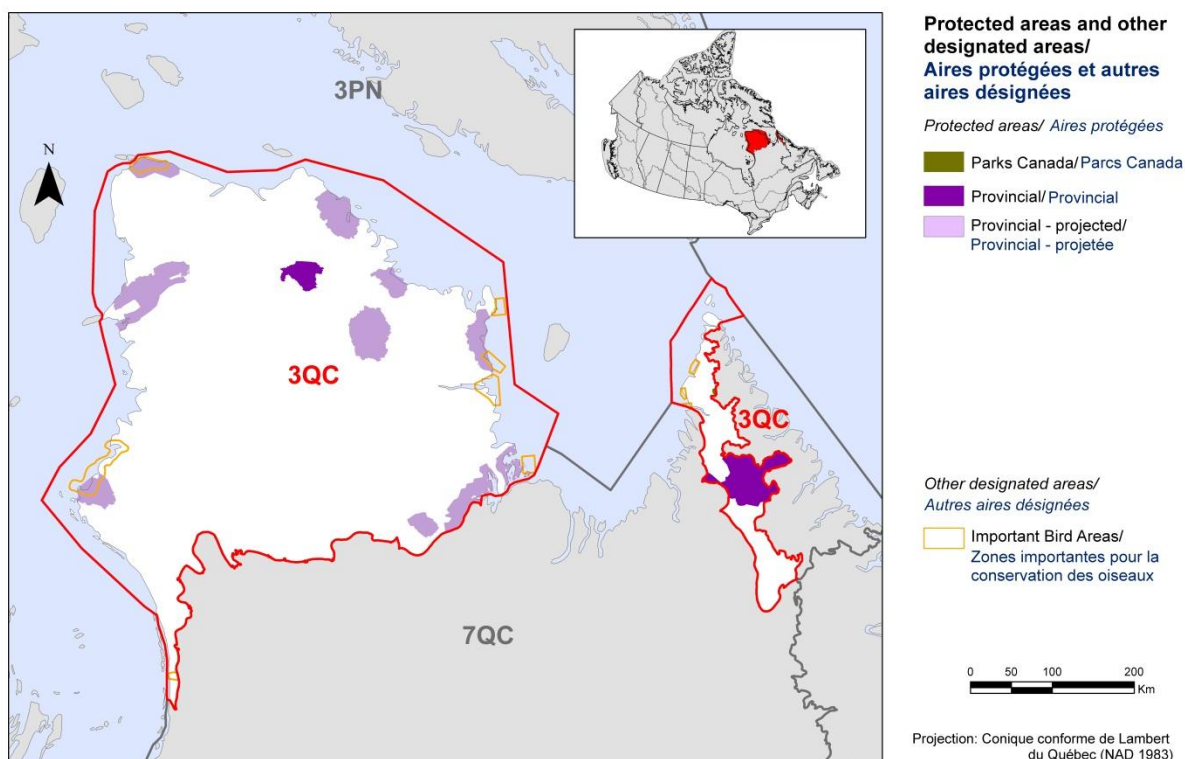 3PN
N
3QC
3QC
7QC
Protected areas and other
designated areas/
Aires protégées et autres
aires désignées
Protected areas/ Aires protégées
Parks Canada/ Parcs Canada
Provincial/ Provincial
Provincial - projected/
Provincial - projetée
Other designated areas/
Autres aires désignées
Important Bird Areas/
Zones importantes pour la
conservation des oiseaux
0 50 100 200
Km
Projection: Conique conforme de Lambert
du Québec (NAD 1983)